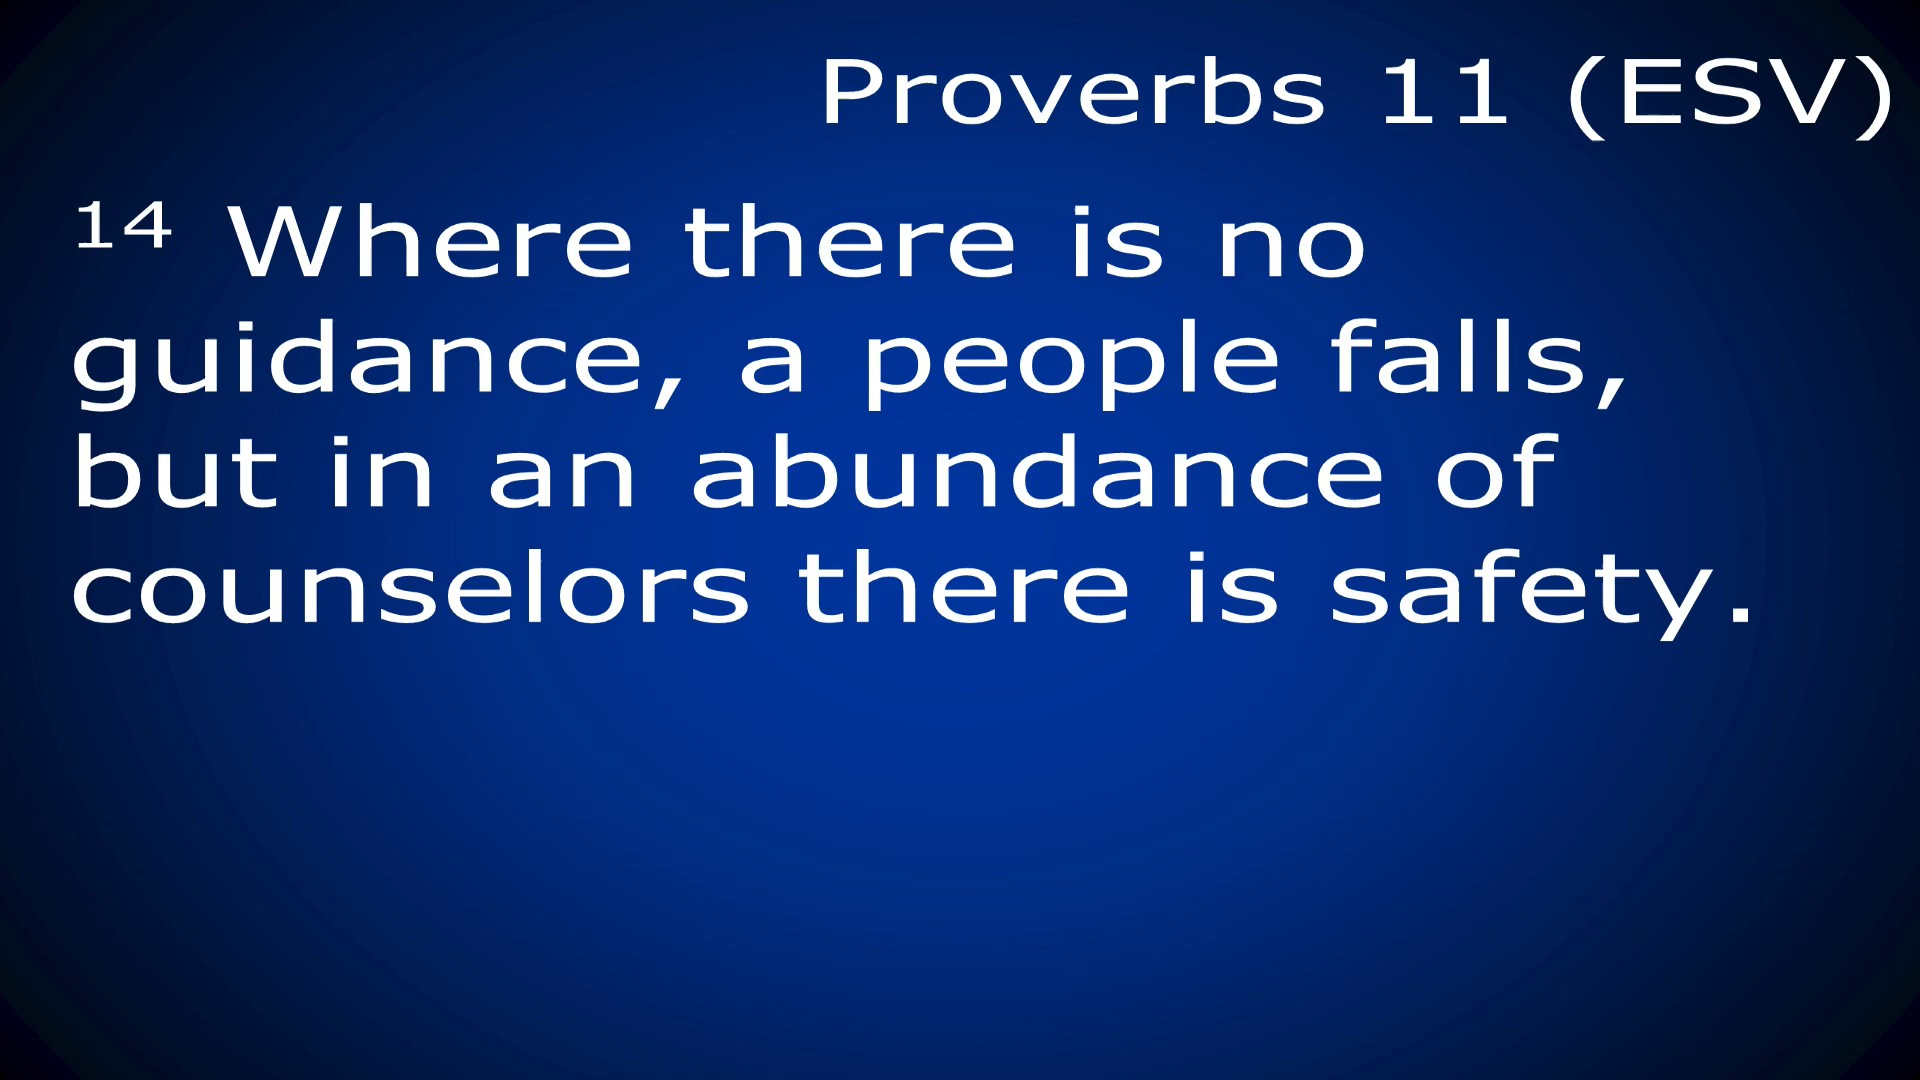 Proverbs 11 (ESV)
14 Where there is no
guidance, a people falls,
but in an abundance of
counselors there is safety.